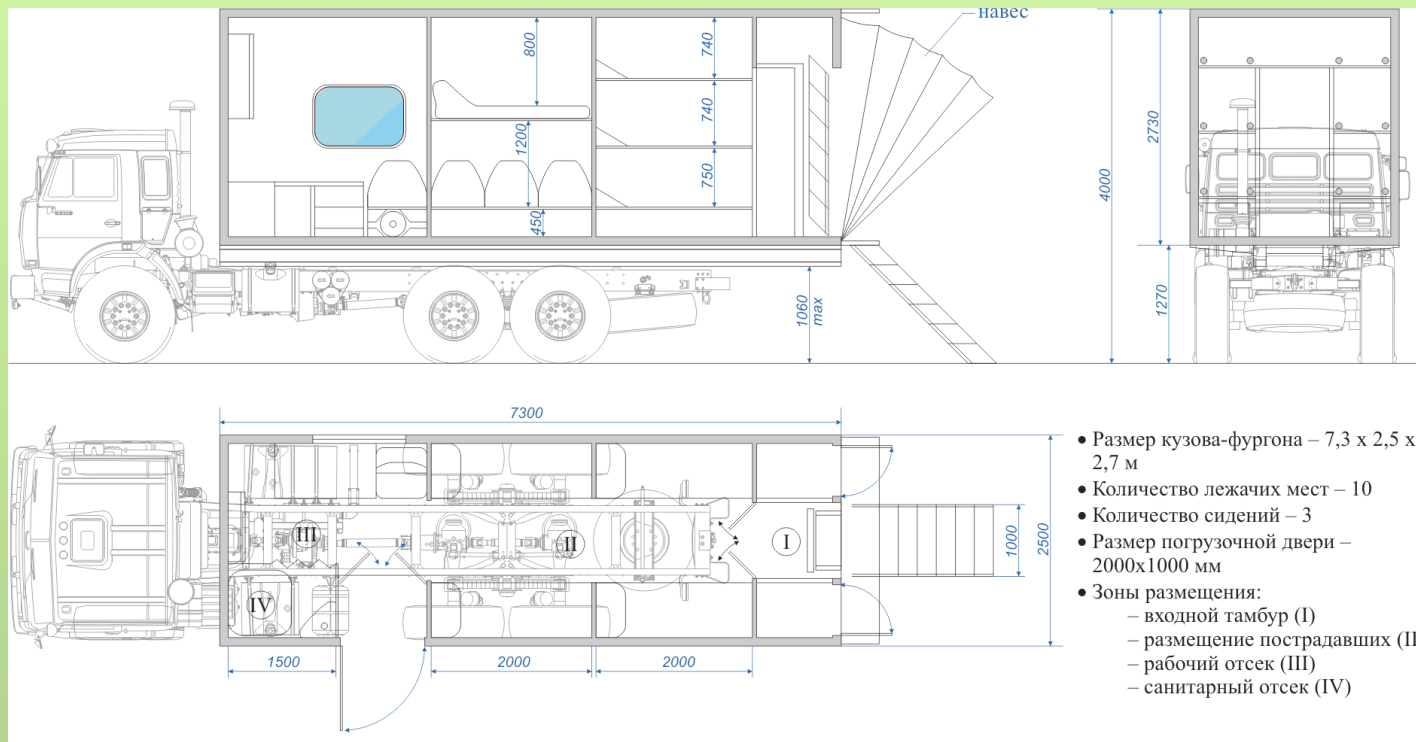 навес
800
740
740
1200
750
450
1060
max
4000
2730
1270
7300
III
II
I
IV
1000
2500
1500
2000
2000
• Размер кузова-фургона – 7,3 х 2,5 х
2,7 м
• Количество лежачих мест – 10
• Количество сидений – 3
• Размер погрузочной двери –
2000х1000 мм
• Зоны размещения:
– входной тамбур (I)
– размещение пострадавших (II
– рабочий отсек (III)
– санитарный отсек (IV)